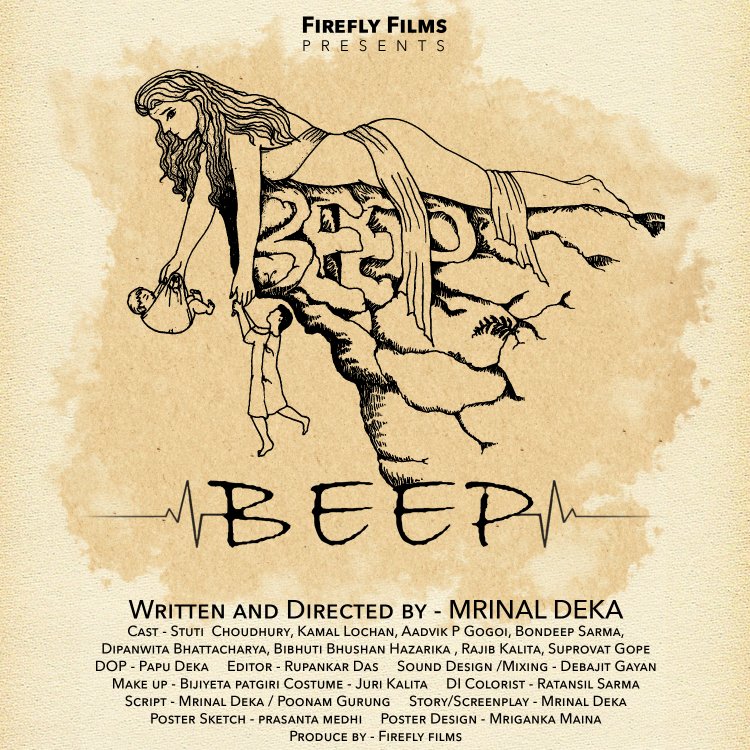 FIREFLY FILMS
PRESENTS
BEEP
BEEP
WRITTEN AND DIRECTED BY - MRINAL DEKA
CAST - STUTI CHOUDHURY, KAMAL LOCHAN, AADVIK P GOGOI, BONDEEP SARMA,
DIPANWITA BHATTACHARYA, BIBHUTI BHUSHAN HAZARIKA , RAJIB KALITA, SUPROVAT GOPE
DOP - PAPU DEKA EDITOR - RUPANKAR DAS SOUND DESIGN /MIXING - DEBAJIT GAYAN
MAKE UP - BIJIYETA PATGIRI COSTUME - JURI KALITA DI COLORIST - RATANSIL SARMA
SCRIPT - MRINAL DEKA / POONAM GURUNG STORY/SCREENPLAY - MRINAL DEKA
POSTER SKETCH - PRASANTA MEDHI POSTER DESIGN - MRIGANKA MAINA
PRODUCE BY - FIREFLY FILMS